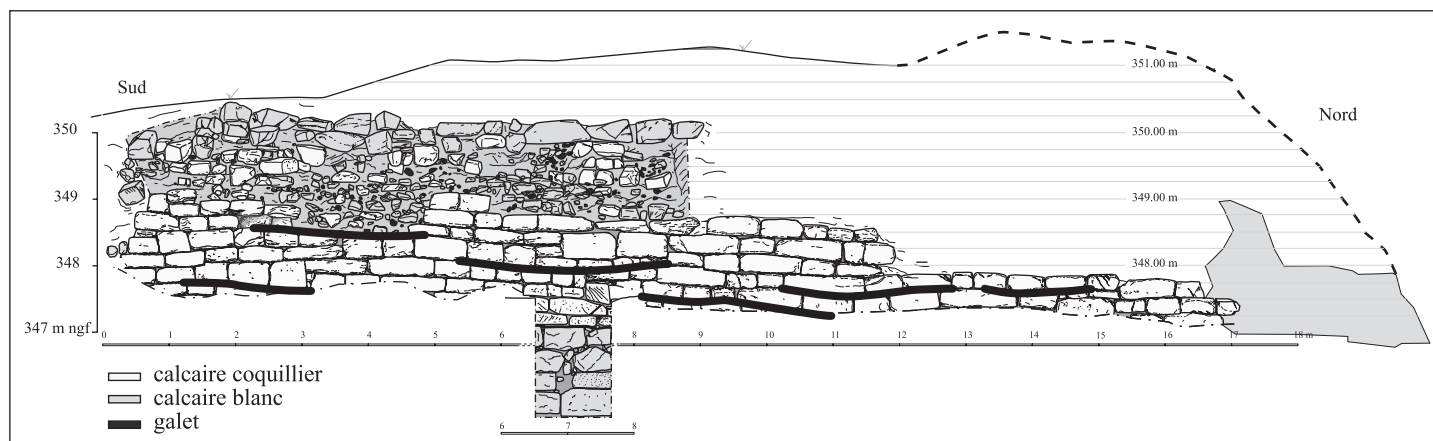 351.00 m
Sud
Nord
350
350.00 m
349
349.00 m
348
348.00 m
347 m ngf
0 1 2 3 4 5 6 7 8 9 10 11 12 13 14 15 16 17 18 m
calcaire coquillier
calcaire blanc
galet
6 7 8